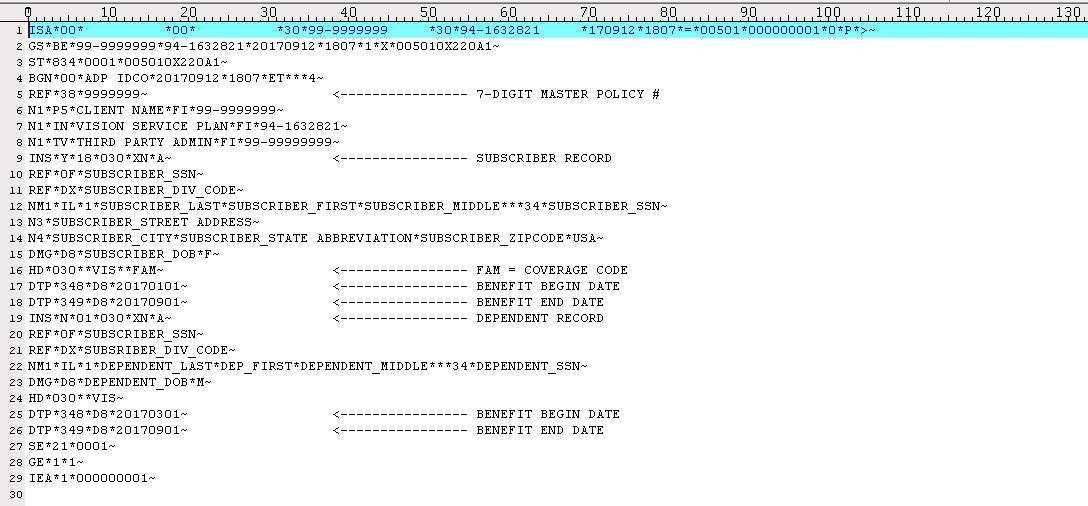 0 10 20 30 40 50 60 70 80 90 100 110 120 130
1 ISA*00*          *00*          *30*99-9999999     *30*94-1632821     *170912*1807*=*00501*000000001*0*P*>~
2 GS*BE*99-9999999*94-1632821*20170912*1807*1*X*005010X220A1~
3 ST*834*0001*005010X220A1~
4 BGN*00*ADP IDCO*20170912*1807*ET***4~
5 REF*38*9999999~ <---------------- 7-DIGIT MASTER POLICY #
6 N1*P5*CLIENT NAME*FI*99-9999999~
7 N1*IN*VISION SERVICE PLAN*FI*94-1632821~
8 N1*TV*THIRD PARTY ADMIN*FI*99-99999999~
9 INS*Y*18*030*XN*A~ <---------------- SUBSCRIBER RECORD
10 REF*0F*SUBSCRIBER_SSN~
11 REF*DX*SUBSCRIBER_DIV_CODE~
12 NM1*IL*1*SUBSCRIBER_LAST*SUBSCRIBER_FIRST*SUBSCRIBER_MIDDLE***34*SUBSCRIBER_SSN~
13 N3*SUBSCRIBER_STREET ADDRESS~
14 N4*SUBSCRIBER_CITY*SUBSCRIBER_STATE ABBREVIATION*SUBSCRIBER_ZIPCODE*USA~
15 DMG*D8*SUBSCRIBER_DOB*F~
16 HD*030**VIS**FAM~ <---------------- FAM = COVERAGE CODE
17 DTP*348*D8*20170101~ <---------------- BENEFIT BEGIN DATE
18 DTP*349*D8*20170901~ <---------------- BENEFIT END DATE
19 INS*N*01*030*XN*A~ <---------------- DEPENDENT RECORD
20 REF*0F*SUBSCRIBER_SSN~
21 REF*DX*SUBSRIBER_DIV_CODE~
22 NM1*IL*1*DEPENDENT_LAST*DEP_FIRST*DEPENDENT_MIDDLE***34*DEPENDENT_SSN~
23 DMG*D8*DEPENDENT_DOB*M~
24 HD*030**VIS~
25 DTP*348*D8*20170301~ <---------------- BENEFIT BEGIN DATE
26 DTP*349*D8*20170901~ <---------------- BENEFIT END DATE
27 SE*21*0001~
28 GE*1*1~
29 IEA*1*000000001~
30